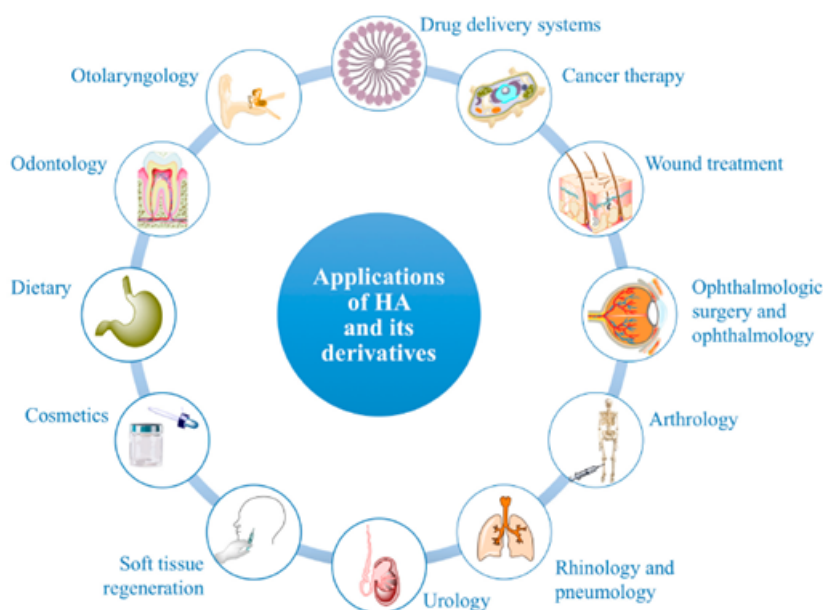 Drug delivery systems
Cancer therapy
Wound treatment
Ophthalmologic
surgery and
ophthalmology
Arthrology
Rhinology and
pneumology
Urology
Soft tissue
regeneration
Cosmetics
Dietary
Odontology
Otolaryngology
Applications
of HA
and its
derivatives